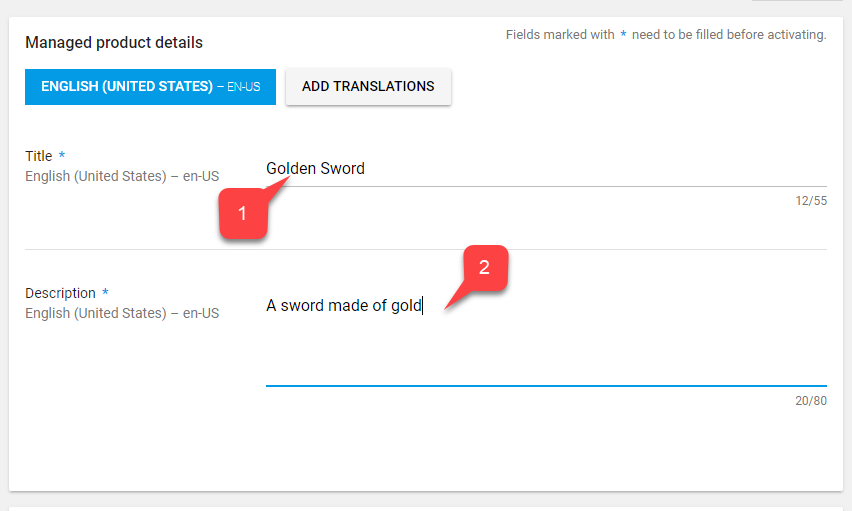 Managed product details
Fields marked with * need to be filled before activating.
ENGLISH (UNITED STATES) – EN-US
ADD TRANSLATIONS
Title *
English (United States) – en-US
Golden Sword
12/55
1
2
Description *
English (United States) – en-US
A sword made of gold
20/80